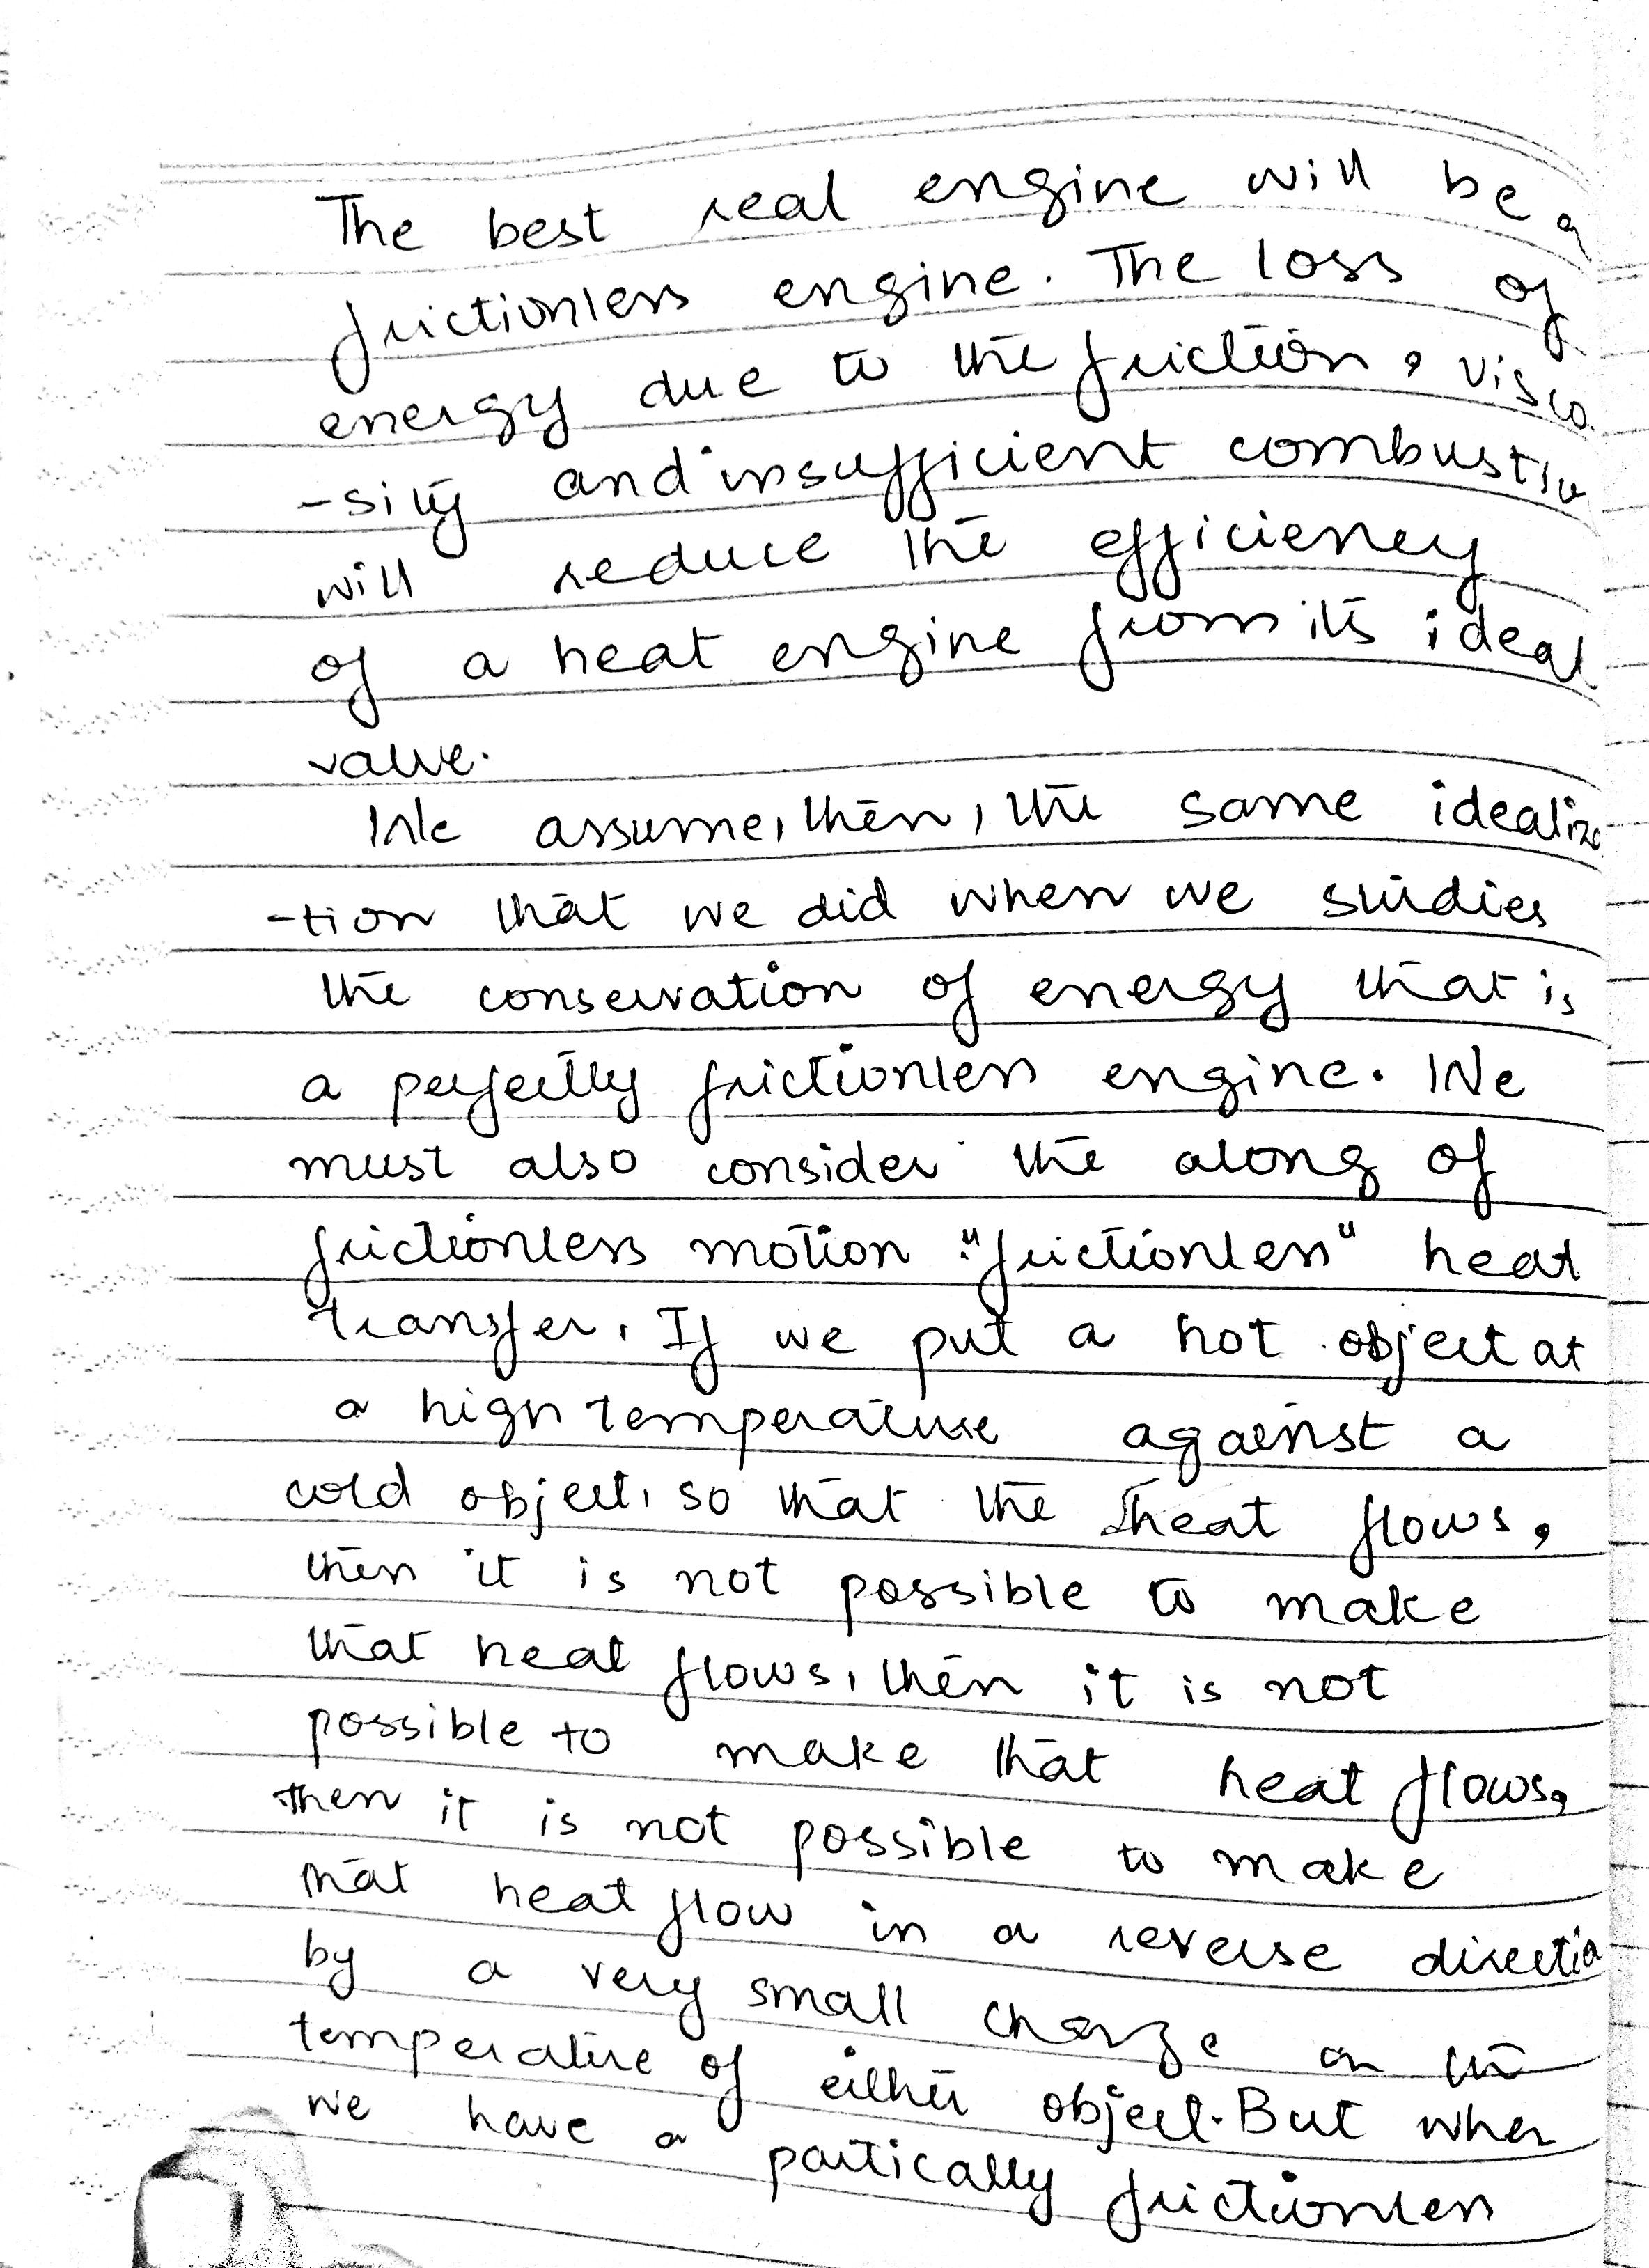 The best real engine will be a
frictionless engine. The loss of
energy due to the friction, visco
-sity and insufficient combustio
will reduce the efficiency
of a heat engine from its ideal
value.
We assume, then, the same idealiza
-tion that we did when we studies
the conservation of energy that is
a perfectly frictionless engine. We
must also consider the along of
frictionless motion "frictionless" heat
transfer. If we put a hot object at
a high temperature against a
cold object, so that the heat flows,
then it is not possible to make
that heat flows, then it is not
possible to make that heat flows,
then it is not possible to make
that heat flow in a reverse directio
by a very small change on the
temperature of either object. But when
we have a partically frictionless